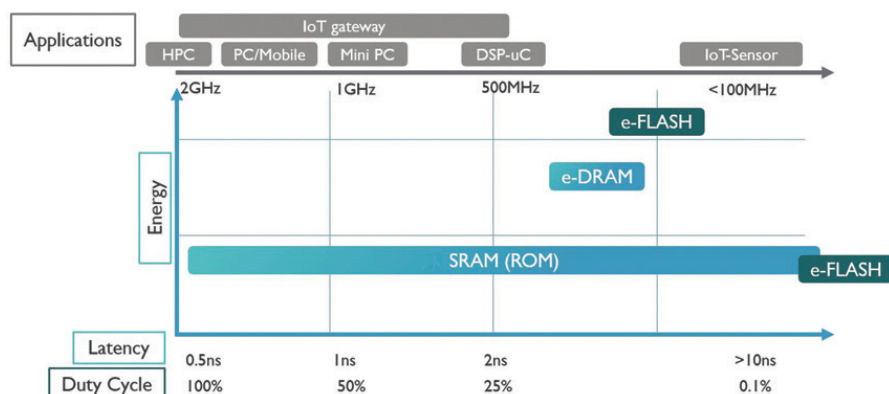 Applications
IoT gateway
HPC
PC/Mobile
Mini PC
DSP-uC
IoT-Sensor
2GHz
1GHz
500MHz
<100MHz
Energy
e-FLASH
e-DRAM
SRAM (ROM)
e-FLASH
Latency
0.5ns
1ns
2ns
>10ns
Duty Cycle
100%
50%
25%
0.1%